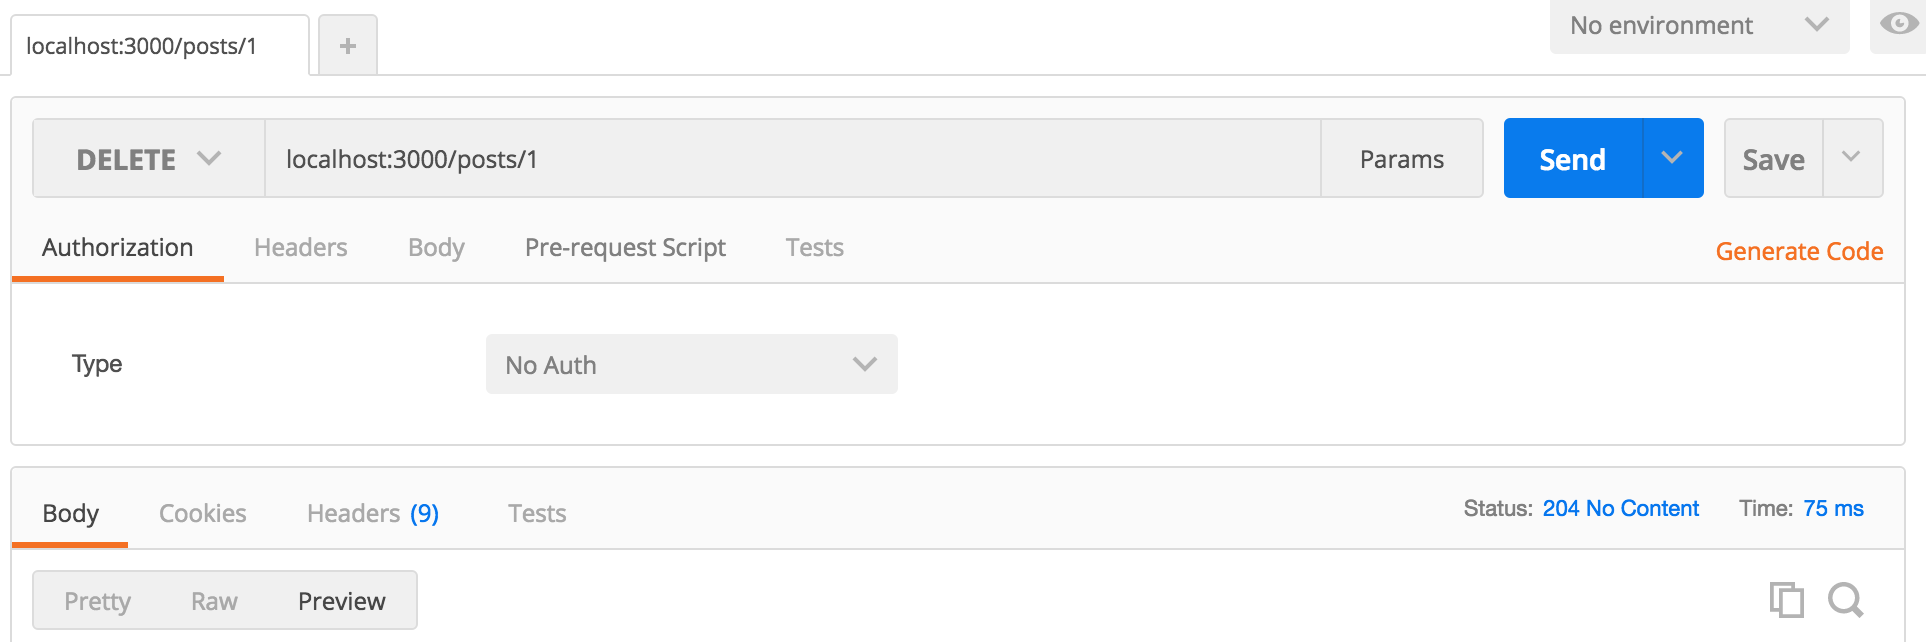 localhost:3000/posts/1 + No environment
DELETE localhost:3000/posts/1 Params Send Save
Authorization Headers Body Pre-request Script Tests Generate Code
Type No Auth
Body Cookies Headers (9) Tests Status: 204 No Content Time: 75 ms
Pretty Raw Preview